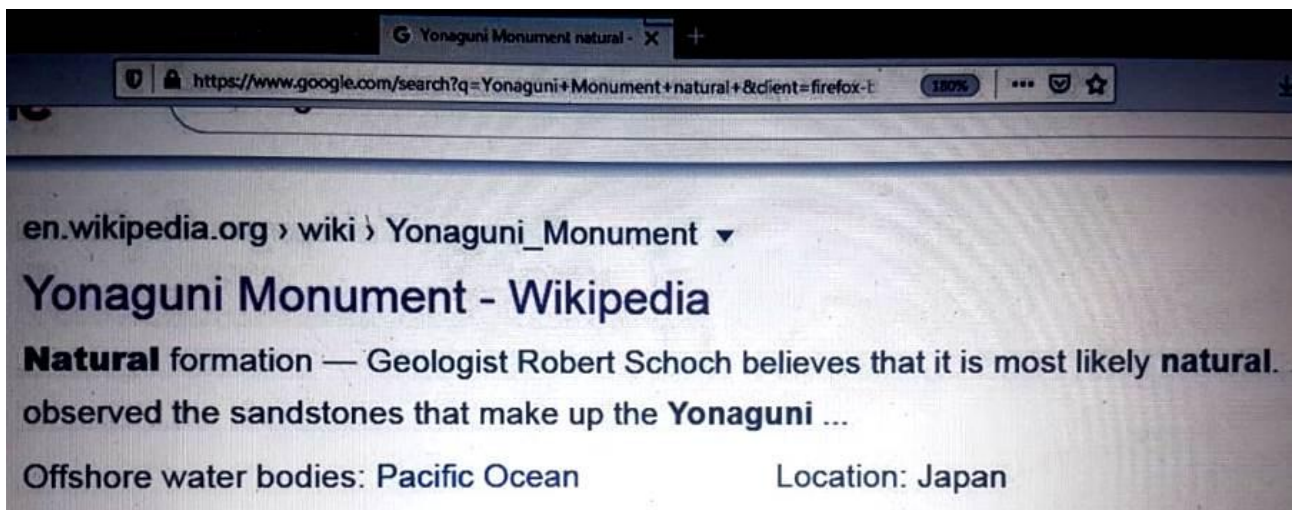 G Yonaguni Monument natural - X +
https://www.google.com/search?q=Yonaguni+Monument+natural+&client=firefox-b 180% ...
en.wikipedia.org › wiki › Yonaguni_Monument
Yonaguni Monument - Wikipedia
Natural formation — Geologist Robert Schoch believes that it is most likely natural.
observed the sandstones that make up the Yonaguni ...
Offshore water bodies: Pacific Ocean Location: Japan